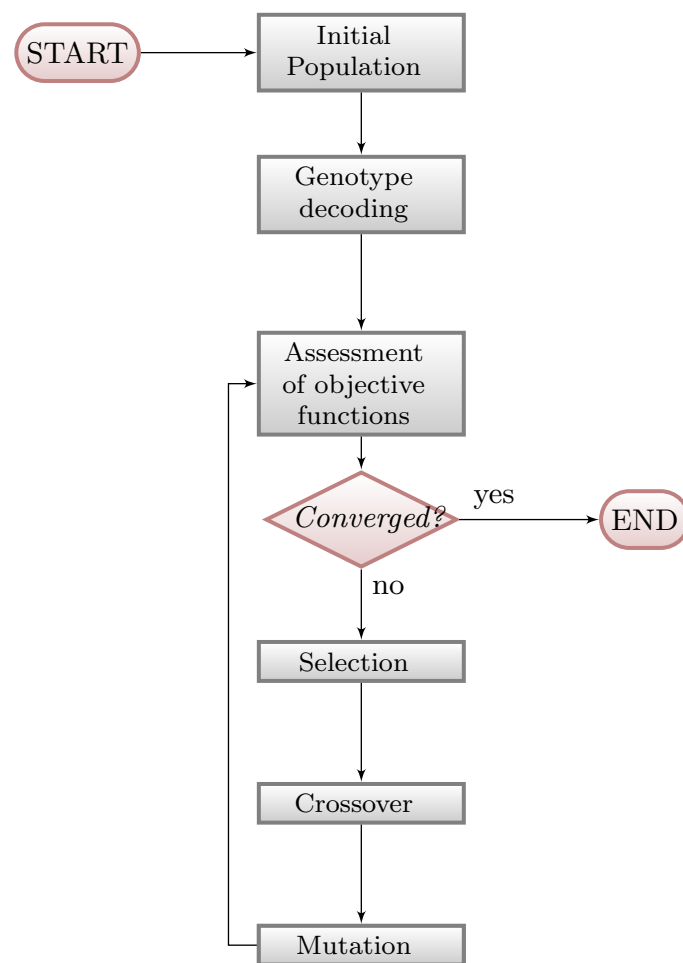 START
Initial
Population
Genotype
decoding
Assessment
of objective
functions
Converged?
yes
END
no
Selection
Crossover
Mutation